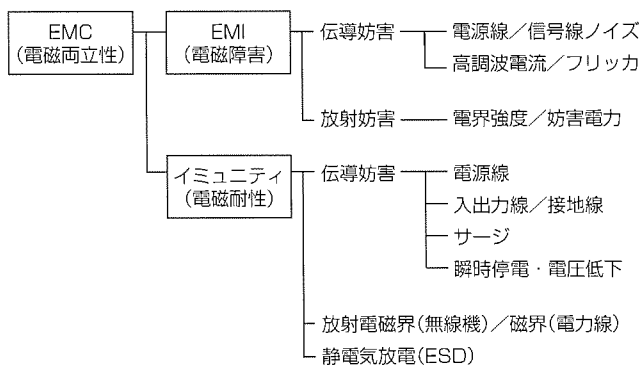 EMC
(電磁両立性)
EMI
(電磁障害)
伝導妨害
電源線／信号線ノイズ
高調波電流／フリッカ
放射妨害
電界強度／妨害電力
イミュニティ
(電磁耐性)
伝導妨害
電源線
入出力線／接地線
サージ
瞬時停電・電圧低下
放射電磁界(無線機)／磁界(電力線)
静電気放電(ESD)